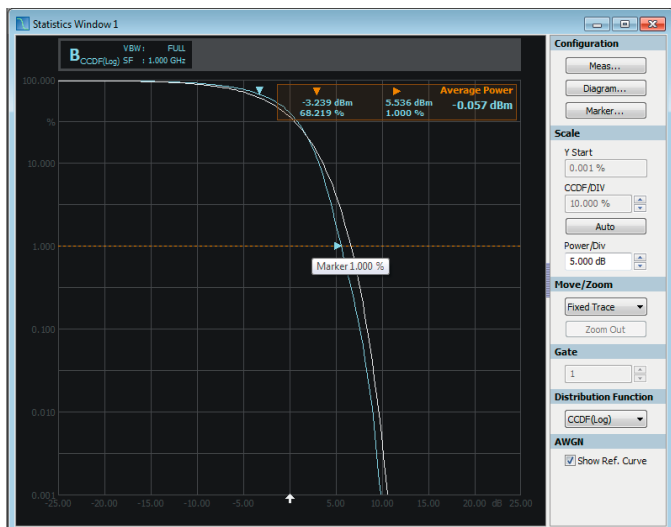 Statistics Window 1
B CCDF(Log) VBW: FULL
SF : 1.000 GHz
-3.239 dBm
68.219 %
5.536 dBm
1.000 %
Average Power
-0.057 dBm
100.000
%
10.000
1.000
0.100
0.010
0.001
Marker 1.000 %
-25.00 -20.00 -15.00 -10.00 -5.00 5.00 10.00 15.00 20.00 dB 25.00
Configuration
Meas...
Diagram...
Marker...
Scale
Y Start
0.001 %
CCDF/DIV
10.000 %
Auto
Power/Div
5.000 dB
Move/Zoom
Fixed Trace
Zoom Out
Gate
1
Distribution Function
CCDF(Log)
AWGN
Show Ref. Curve